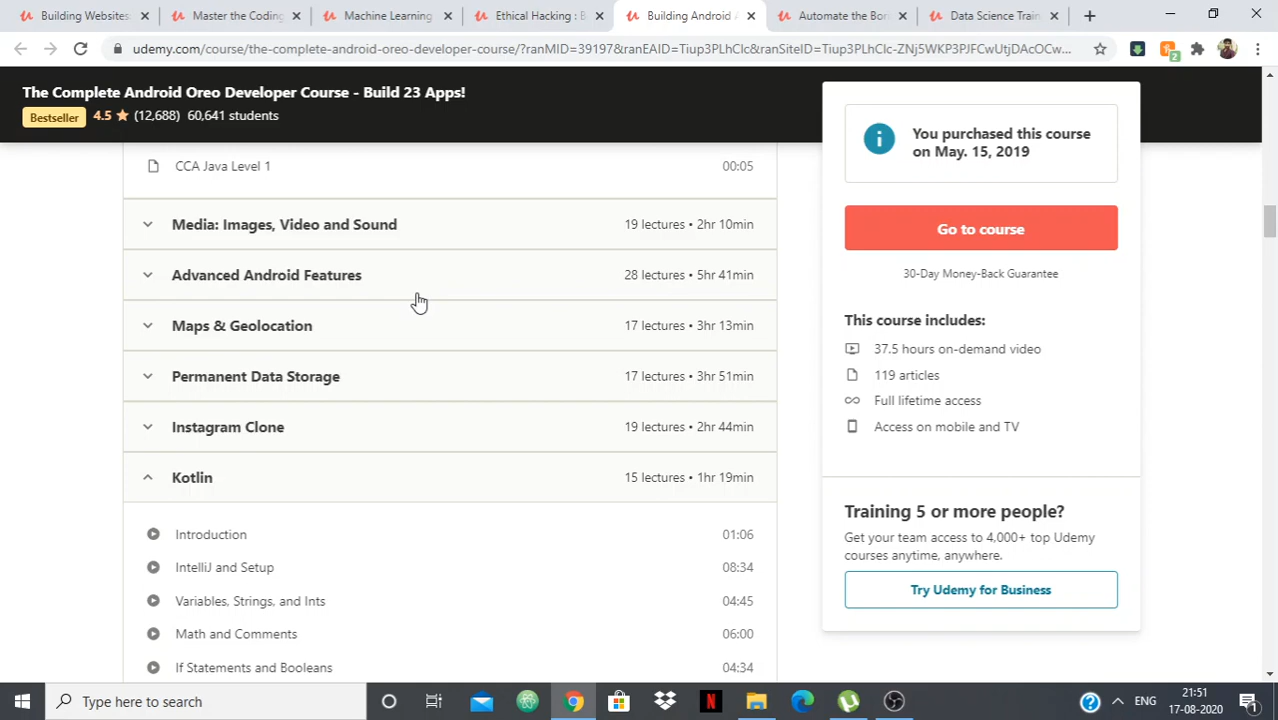 Building Websites
Master the Coding
Machine Learning
Ethical Hacking : B
Building Android A
Automate the Bor
Data Science Train
udemy.com/course/the-complete-android-oreo-developer-course/?ranMID=39197&ranEAID=Tiup3PLhClc&ranSiteID=Tiup3PLhClc-ZNj5WKP3PJFCwUtjDAcOCw...
2
The Complete Android Oreo Developer Course - Build 23 Apps!
Bestseller 4.5 ★ (12,688) 60,641 students
CCA Java Level 1 00:05
Media: Images, Video and Sound 19 lectures • 2hr 10min
Advanced Android Features 28 lectures • 5hr 41min
Maps & Geolocation 17 lectures • 3hr 13min
Permanent Data Storage 17 lectures • 3hr 51min
Instagram Clone 19 lectures • 2hr 44min
Kotlin 15 lectures • 1hr 19min
Introduction 01:06
IntelliJ and Setup 08:34
Variables, Strings, and Ints 04:45
Math and Comments 06:00
If Statements and Booleans 04:34
You purchased this course
on May. 15, 2019
Go to course
30-Day Money-Back Guarantee
This course includes:
37.5 hours on-demand video
119 articles
Full lifetime access
Access on mobile and TV
Training 5 or more people?
Get your team access to 4,000+ top Udemy
courses anytime, anywhere.
Try Udemy for Business
Type here to search
N
ENG
21:51
17-08-2020
1